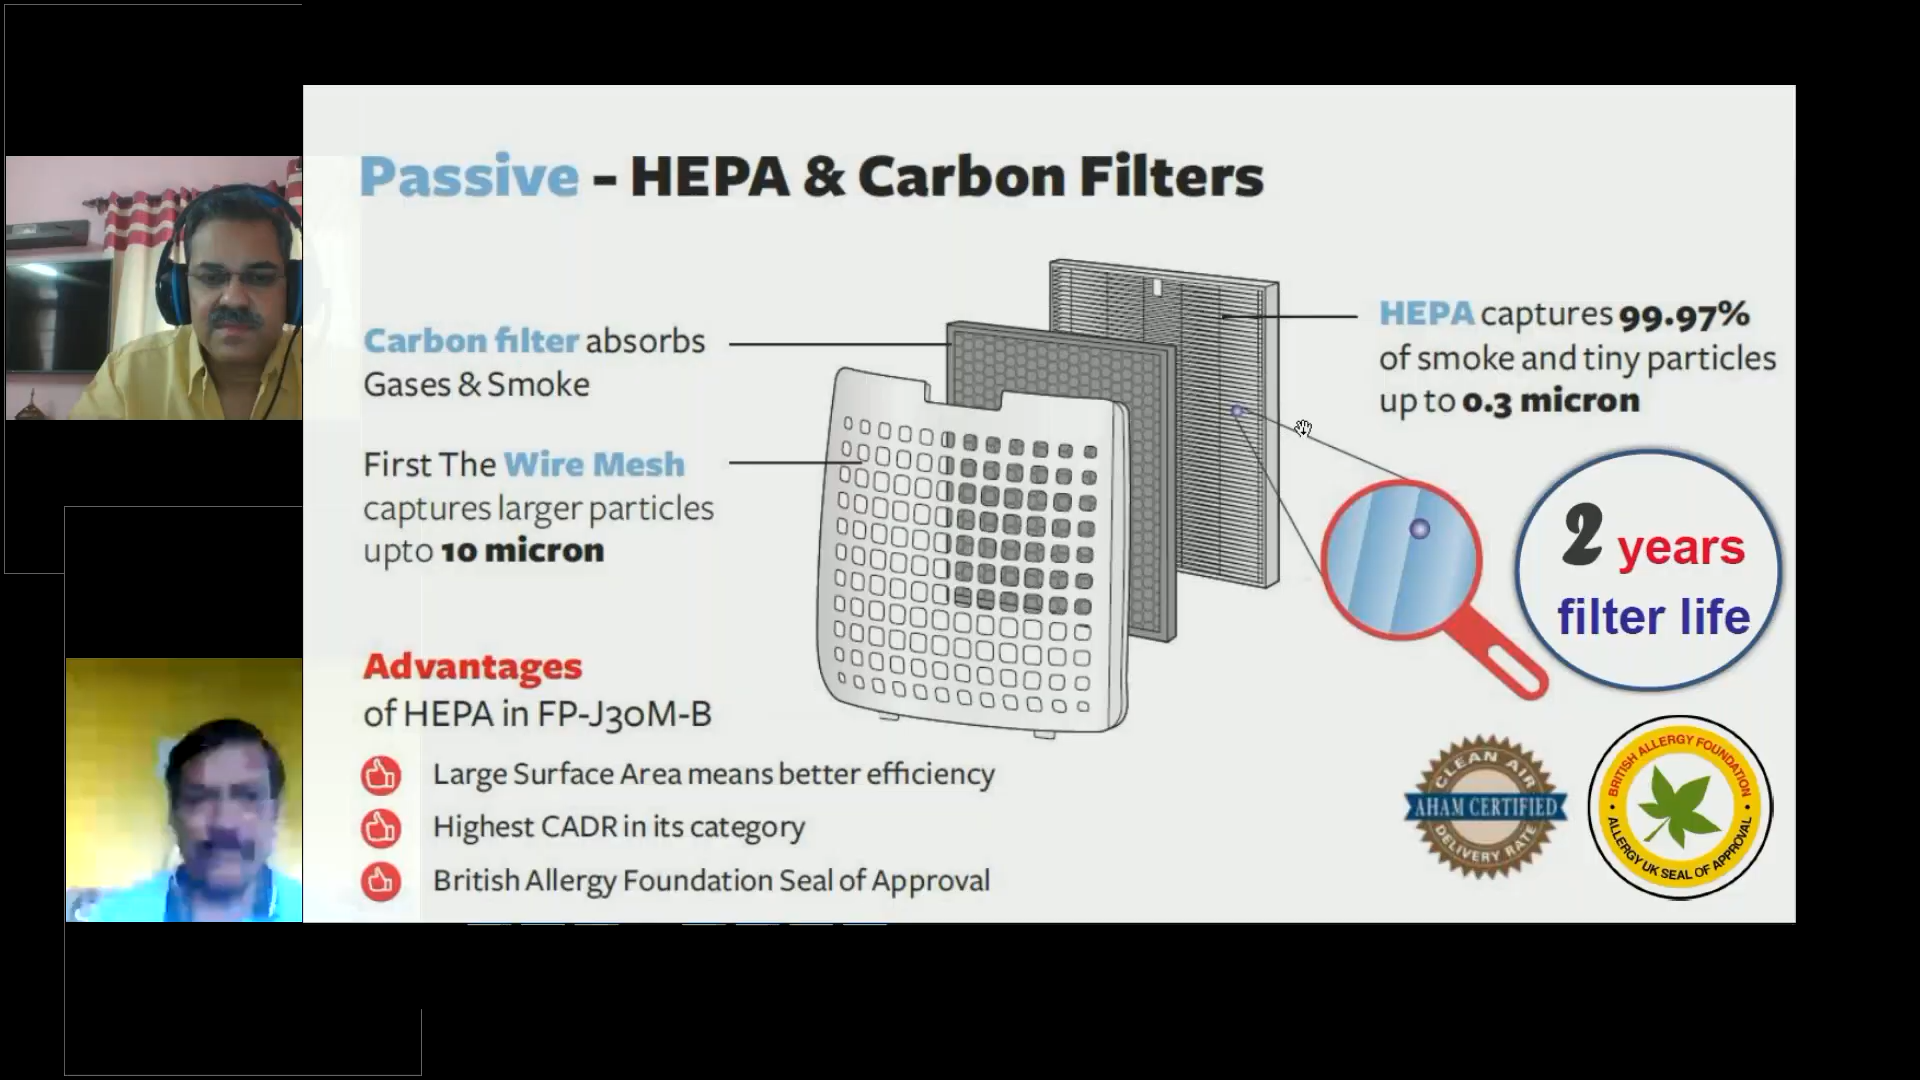 Passive - HEPA & Carbon Filters
Carbon filter absorbs
Gases & Smoke
First The Wire Mesh
captures larger particles
upto 10 micron
HEPA captures 99.97%
of smoke and tiny particles
up to 0.3 micron
2 years
filter life
Advantages
of HEPA in FP-J30M-B
Large Surface Area means better efficiency
Highest CADR in its category
British Allergy Foundation Seal of Approval
CLEAN AIR
AHAM CERTIFIED
DELIVERY RATE
BRITISH ALLERGY FOUNDATION
ALLERGY UK SEAL OF APPROVAL